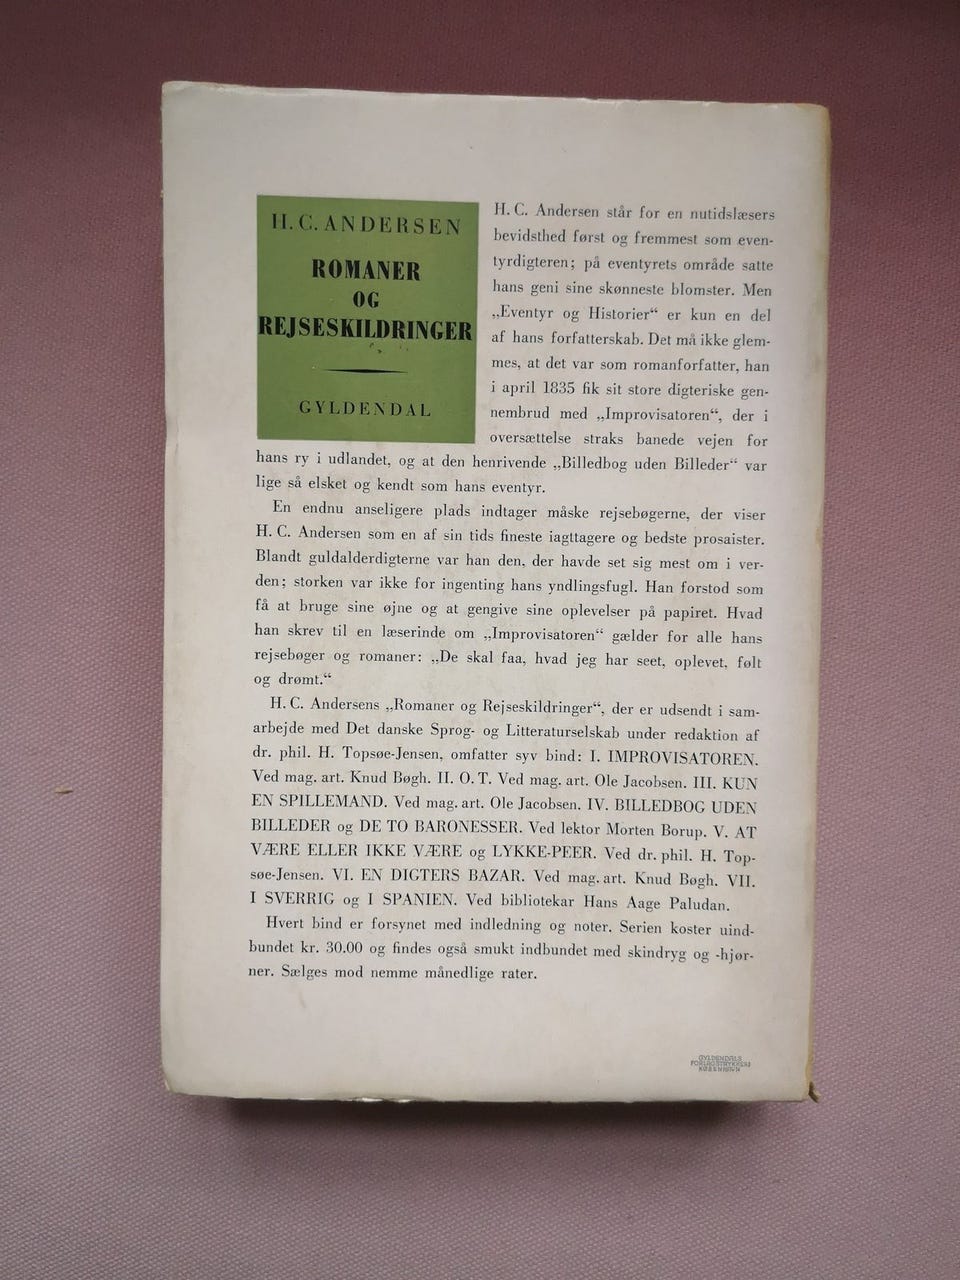 H. C. ANDERSEN
ROMANER
OG
REJSESKILDRINGER
GYLDENDAL
H. C. Andersen står for en nutidslæsers
bevidsthed først og fremmest som even-
tyrdigteren; på eventyrets område satte
hans geni sine skønneste blomster. Men
„Eventyr og Historier“ er kun en del
af hans forfatterskab. Det må ikke glem-
mes, at det var som romanforfatter, han
i april 1835 fik sit store digteriske gen-
nembrud med „Improvisatoren“, der i
oversættelse straks banede vejen for
hans ry i udlandet, og at den henrivende „Billedbog uden Billeder“ var
lige så elsket og kendt som hans eventyr.
En endnu anseligere plads indtager måske rejsebøgerne, der viser
H. C. Andersen som en af sin tids fineste iagttagere og bedste prosaister.
Blandt guldalderdigterne var han den, der havde set sig mest om i ver-
den; storken var ikke for ingenting hans yndlingsfugl. Han forstod som
få at bruge sine øjne og at gengive sine oplevelser på papiret. Hvad
han skrev til en læserinde om „Improvisatoren“ gælder for alle hans
rejsebøger og romaner: „De skal faa, hvad jeg har seet, oplevet, følt
og drømt.“
H. C. Andersens „Romaner og Rejseskildringer“, der er udsendt i sam-
arbejde med Det danske Sprog- og Litteraturselskab under redaktion af
dr. phil. H. Topsøe-Jensen, omfatter syv bind: I. IMPROVISATOREN.
Ved mag. art. Knud Bøgh. II. O. T. Ved mag. art. Ole Jacobsen. III. KUN
EN SPILLEMAND. Ved mag. art. Ole Jacobsen. IV. BILLEDBOG UDEN
BILLEDER og DE TO BARONESSER. Ved lektor Morten Borup. V. AT
VÆRE ELLER IKKE VÆRE og LYKKE-PEER. Ved dr. phil. H. Top-
søe-Jensen. VI. EN DIGTERS BAZAR. Ved mag. art. Knud Bøgh. VII.
I SVERRIG og I SPANIEN. Ved bibliotekar Hans Aage Paludan.
Hvert bind er forsynet med indledning og noter. Serien koster uind-
bundet kr. 30.00 og findes også smukt indbundet med skindryg og -hjør-
ner. Sælges mod nemme månedlige rater.
GYLDENDALS
FORLAGSTRYKKERI
KØBENHAVN